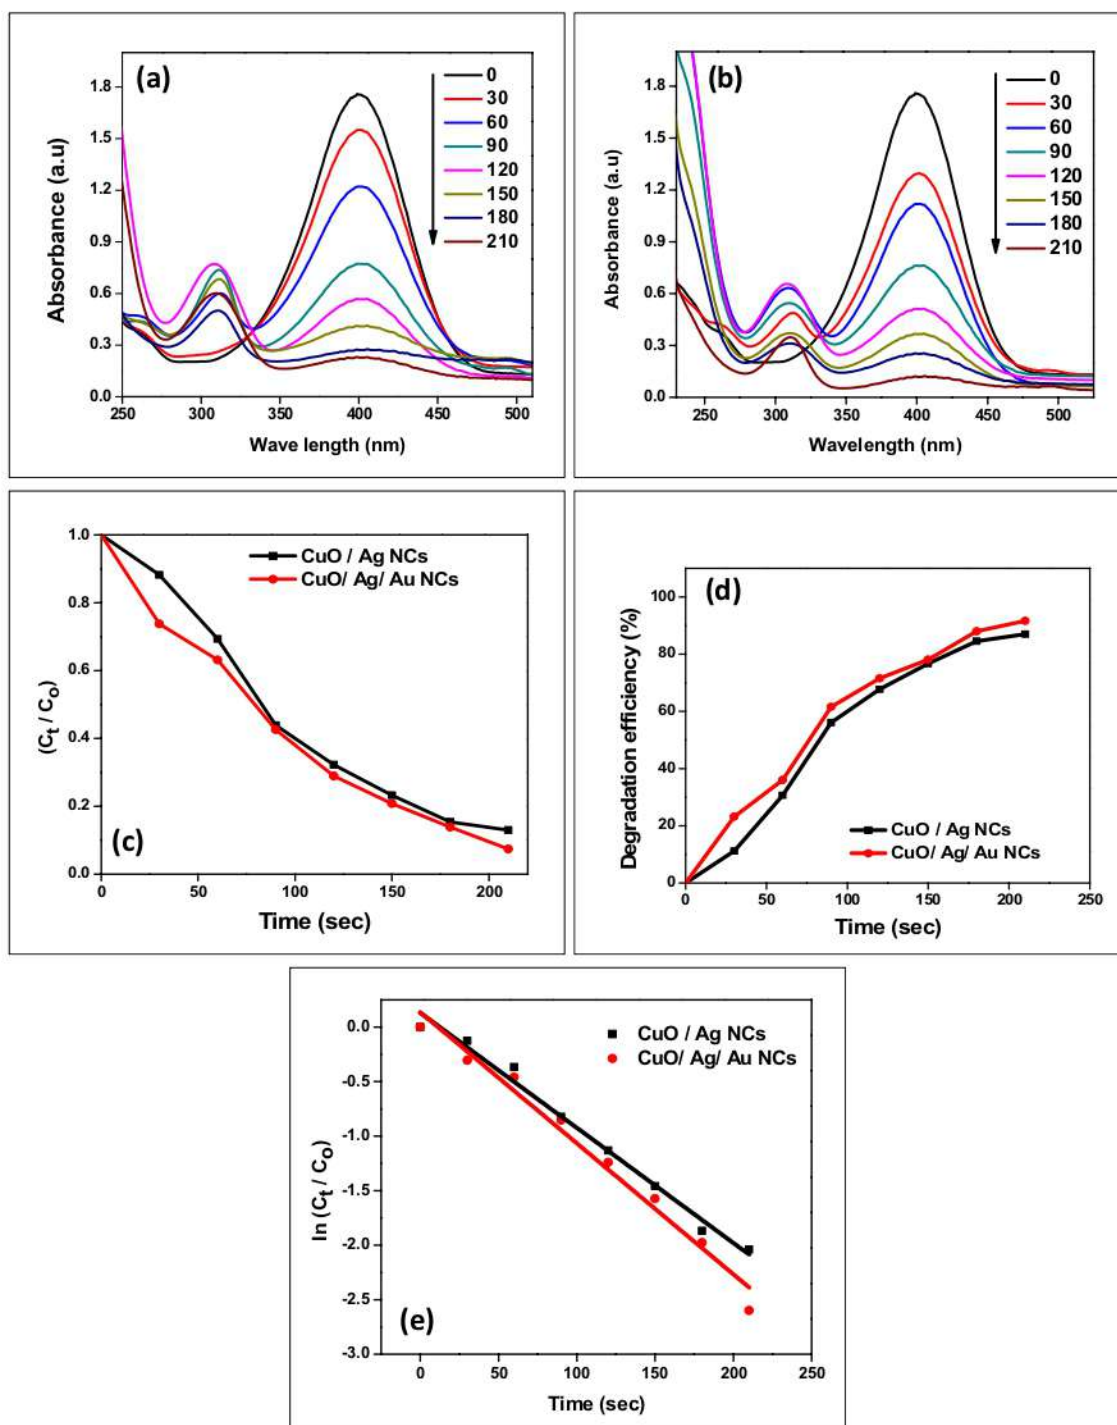 (a)
0
30
60
90
120
150
180
210
1.8
1.5
1.2
0.9
0.6
0.3
0.0
Absorbance (a.u)
250 300 350 400 450 500
Wave length (nm)
(b)
0
30
60
90
120
150
180
210
1.8
1.5
1.2
0.9
0.6
0.3
0.0
Absorbance (a.u)
250 300 350 400 450 500
Wavelength (nm)
1.0
0.8
0.6
0.4
0.2
0.0
(Ct / Co)
CuO / Ag NCs
CuO/ Ag/ Au NCs
(c)
0 50 100 150 200
Time (sec)
100
80
60
40
20
0
Degradation efficiency (%)
(d)
CuO / Ag NCs
CuO/ Ag/ Au NCs
0 50 100 150 200 250
Time (sec)
0.0
-0.5
-1.0
-1.5
-2.0
-2.5
-3.0
ln (Ct / Co)
CuO / Ag NCs
CuO/ Ag/ Au NCs
(e)
0 50 100 150 200 250
Time (sec)